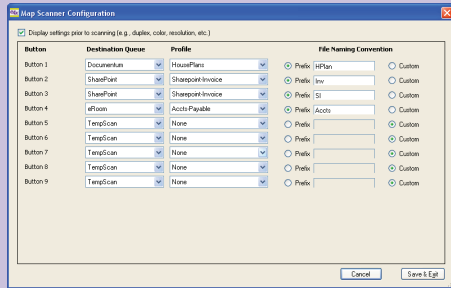 Map Scanner Configuration
Display settings prior to scanning (e.g., duplex, color, resolution, etc.)
Button Destination Queue Profile File Naming Convention
Button 1 Documentum HousePlans Prefix HPlan Custom
Button 2 SharePoint Sharepoint-Invoice Prefix Inv Custom
Button 3 SharePoint Sharepoint-Invoice Prefix SI Custom
Button 4 eRoom Accts-Payable Prefix Accts Custom
Button 5 TempScan None Prefix Custom
Button 6 TempScan None Prefix Custom
Button 7 TempScan None Prefix Custom
Button 8 TempScan None Prefix Custom
Button 9 TempScan None Prefix Custom
Cancel Save & Exit